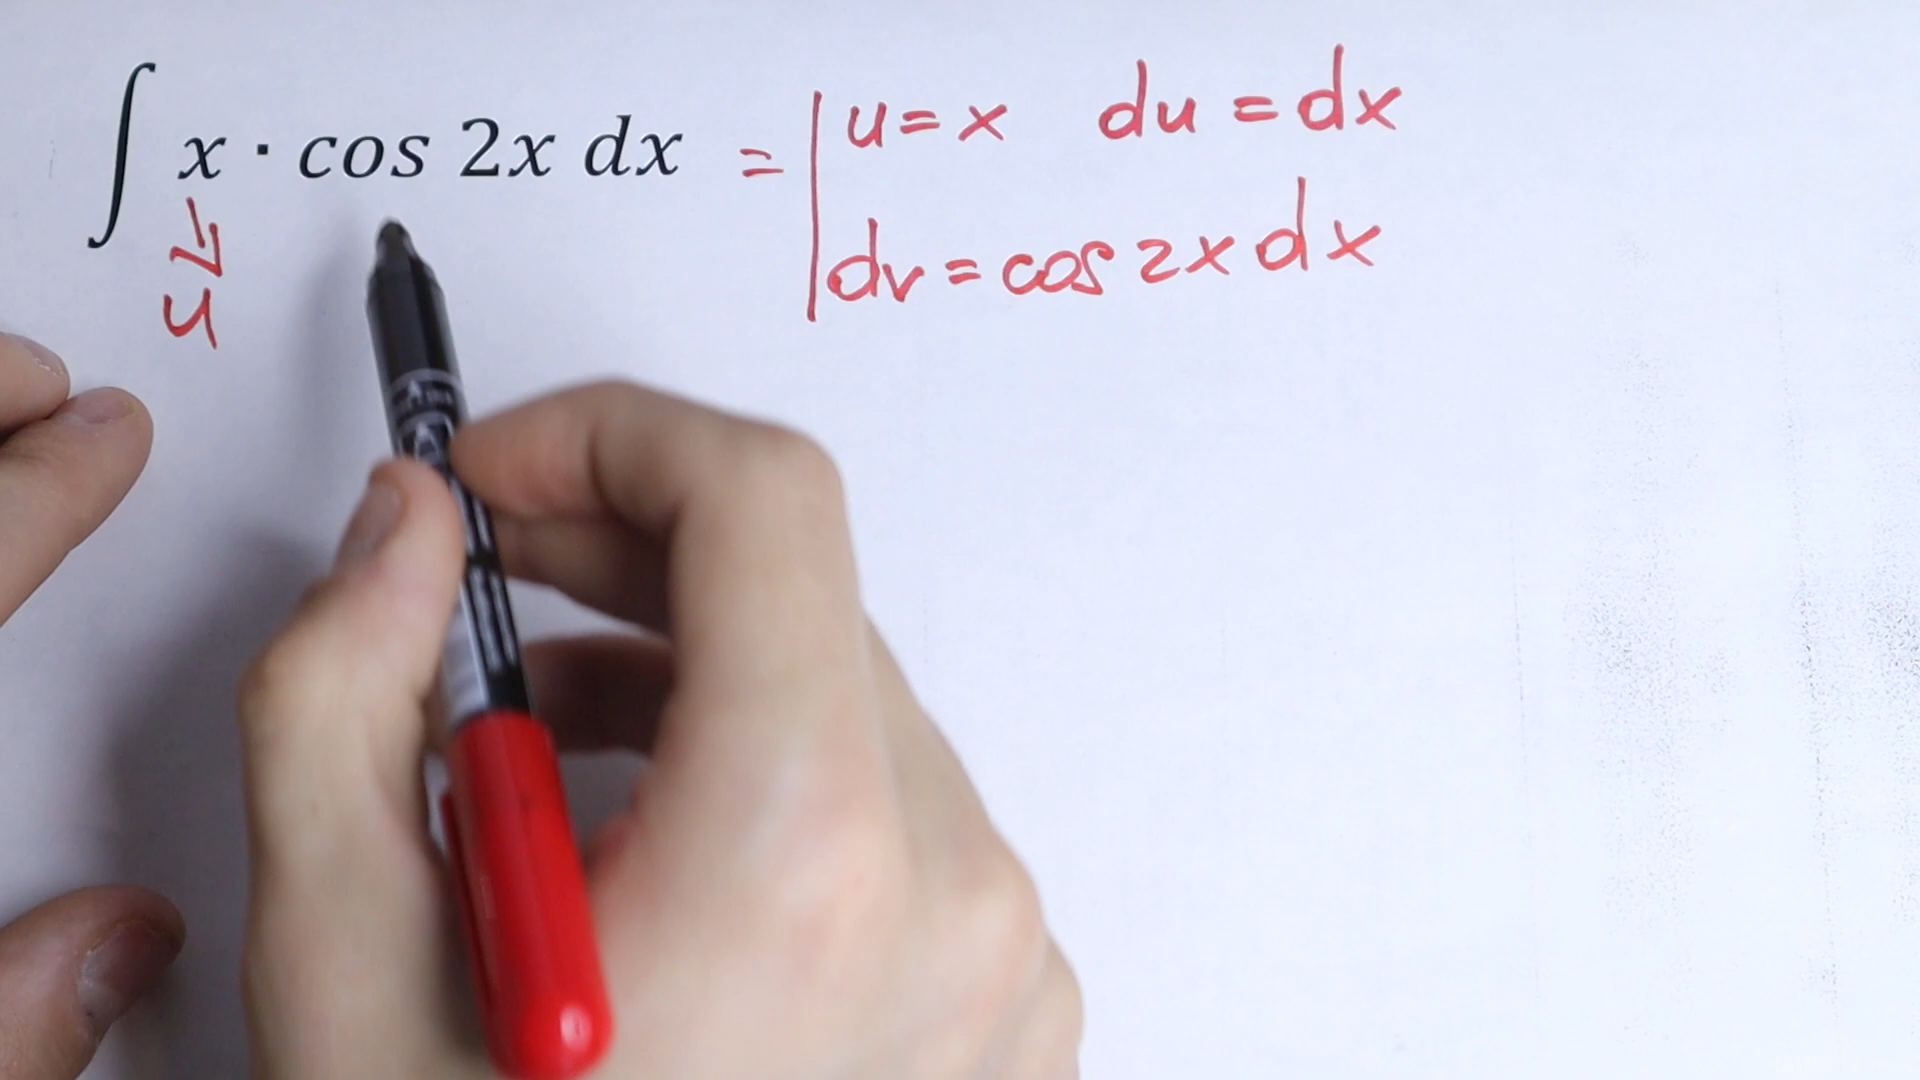 ∫ x · cos 2x dx = | u = x du = dx
dv = cos 2x dx
u